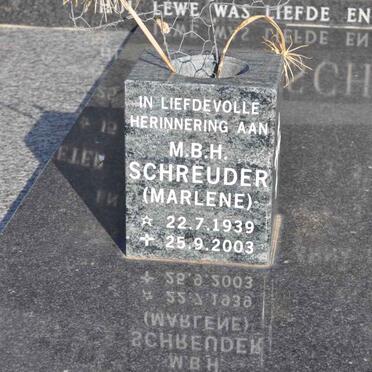 LEWE WAS LIEFDE EN
IN LIEFDEVOLLE
HERINNERING AAN
M.B.H.
SCHREUDER
(MARLENE)
☆ 22.7.1939
✝ 25.9.2003